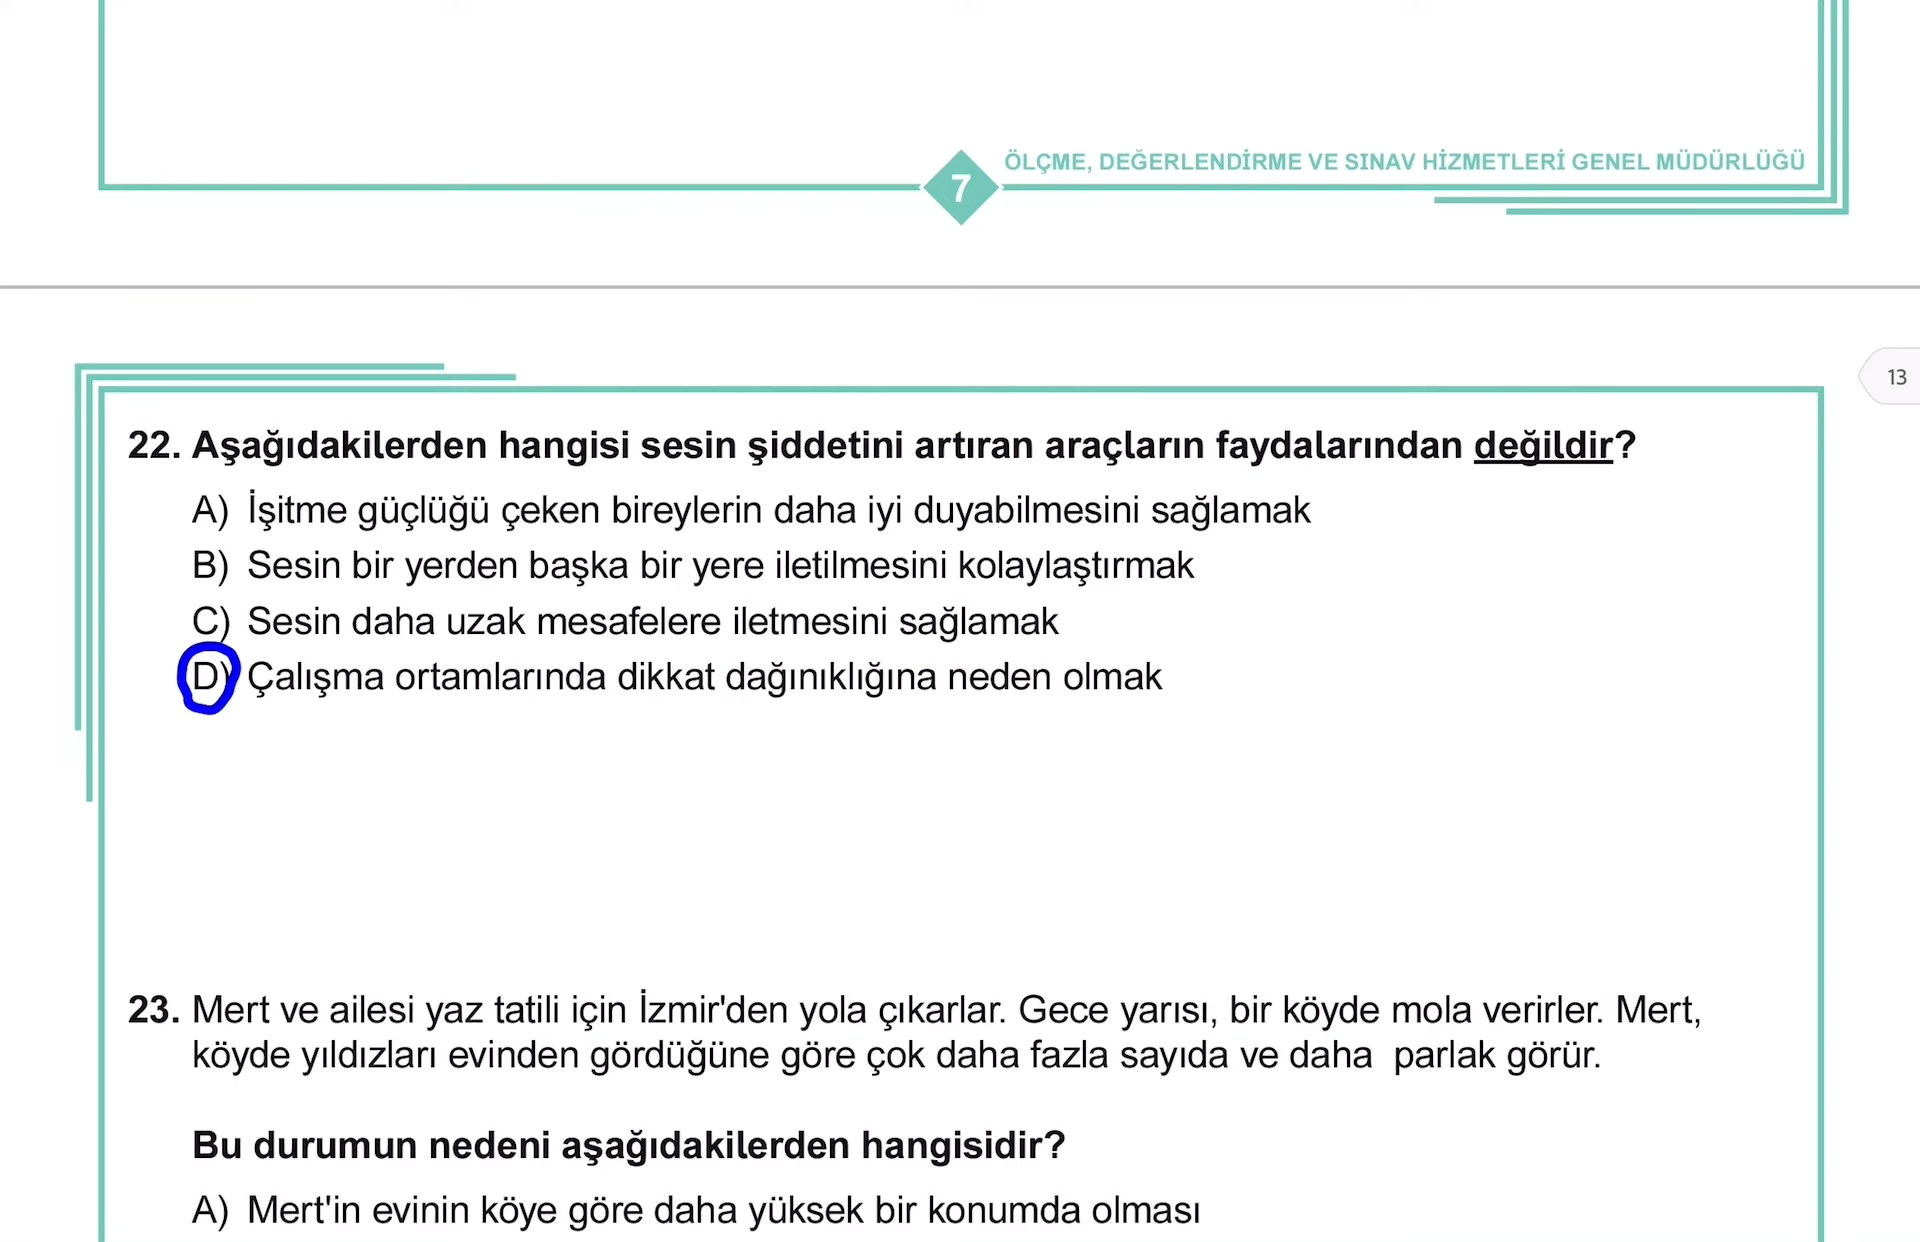 ÖLÇME, DEĞERLENDİRME VE SINAV HİZMETLERİ GENEL MÜDÜRLÜĞÜ
7
13
22. Aşağıdakilerden hangisi sesin şiddetini artıran araçların faydalarından değildir?
A) İşitme güçlüğü çeken bireylerin daha iyi duyabilmesini sağlamak
B) Sesin bir yerden başka bir yere iletilmesini kolaylaştırmak
C) Sesin daha uzak mesafelere iletmesini sağlamak
D) Çalışma ortamlarında dikkat dağınıklığına neden olmak
23. Mert ve ailesi yaz tatili için İzmir'den yola çıkarlar. Gece yarısı, bir köyde mola verirler. Mert,
köyde yıldızları evinden gördüğüne göre çok daha fazla sayıda ve daha parlak görür.
Bu durumun nedeni aşağıdakilerden hangisidir?
A) Mert'in evinin köye göre daha yüksek bir konumda olması